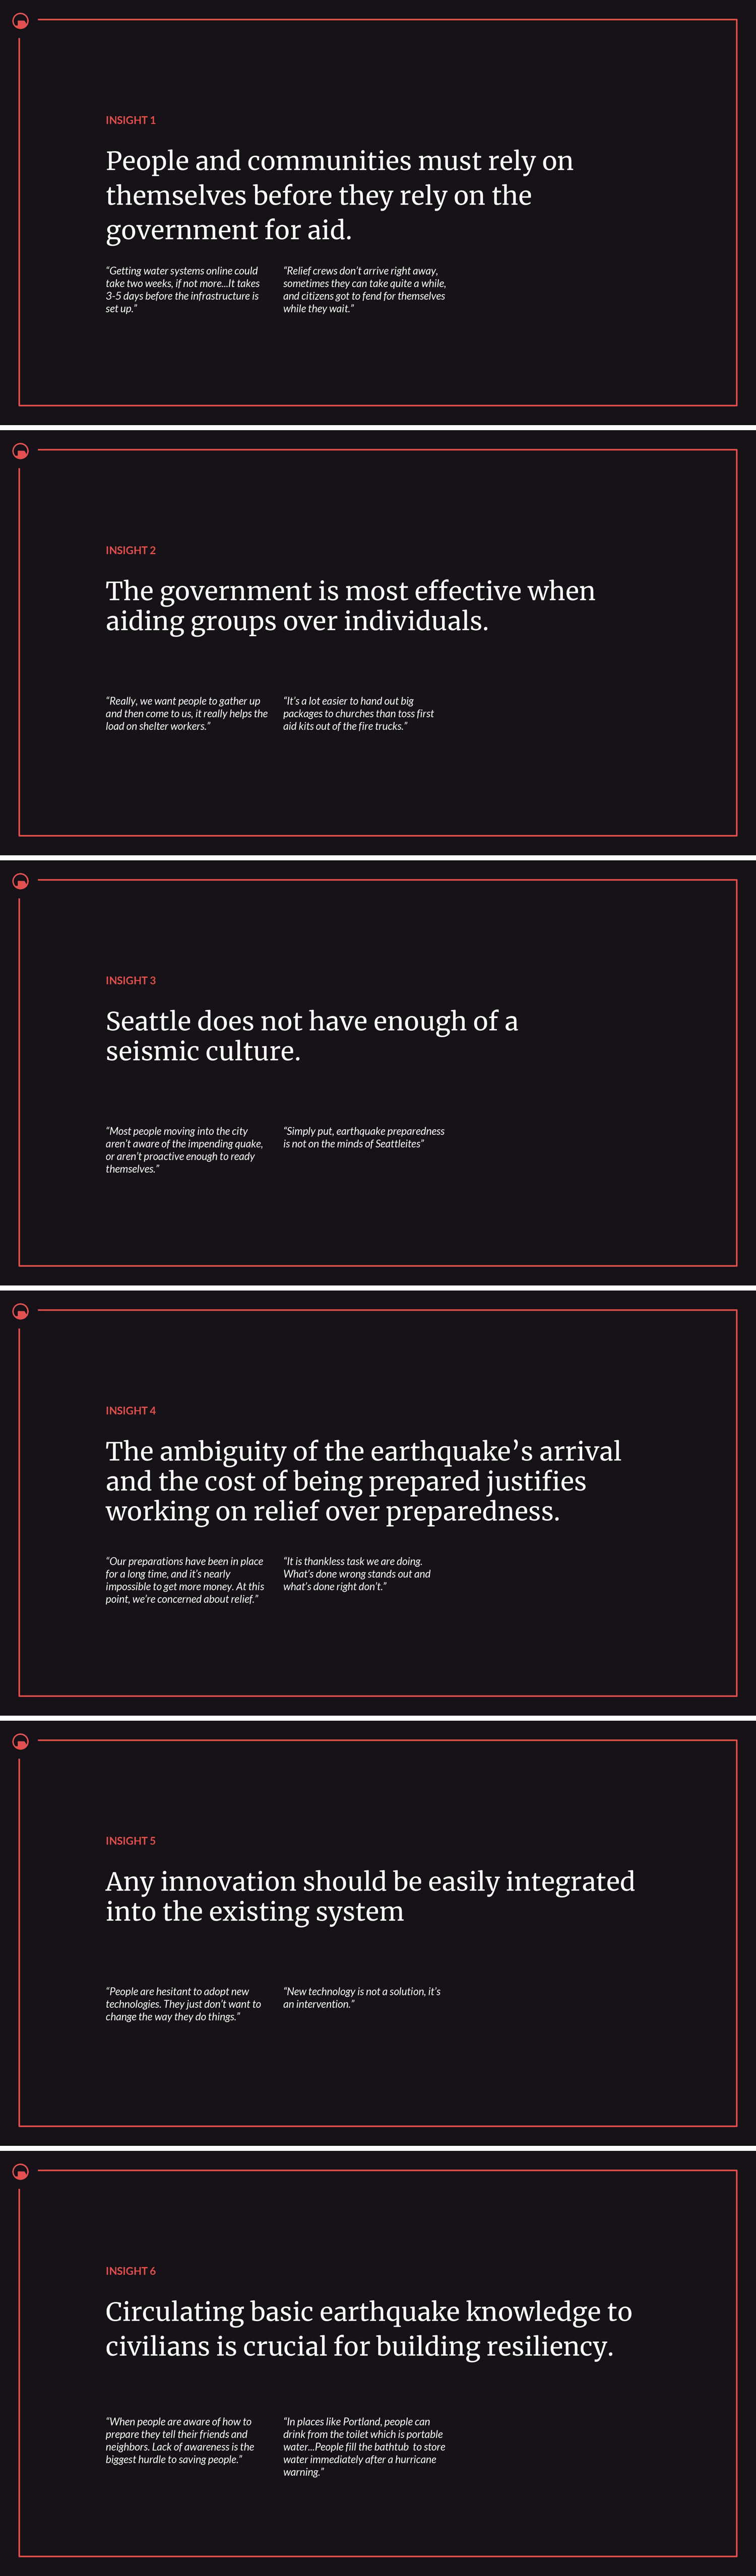 INSIGHT 1
People and communities must rely on
themselves before they rely on the
government for aid.
“Getting water systems online could
take two weeks, if not more...It takes
3-5 days before the infrastructure is
set up.”
“Relief crews don’t arrive right away,
sometimes they can take quite a while,
and citizens got to fend for themselves
while they wait.”
INSIGHT 2
The government is most effective when
aiding groups over individuals.
“Really, we want people to gather up
and then come to us, it really helps the
load on shelter workers.”
“It’s a lot easier to hand out big
packages to churches than toss first
aid kits out of the fire trucks.”
INSIGHT 3
Seattle does not have enough of a
seismic culture.
“Most people moving into the city
aren’t aware of the impending quake,
or aren’t proactive enough to ready
themselves.”
“Simply put, earthquake preparedness
is not on the minds of Seattleites”
INSIGHT 4
The ambiguity of the earthquake’s arrival
and the cost of being prepared justifies
working on relief over preparedness.
“Our preparations have been in place
for a long time, and it’s nearly
impossible to get more money. At this
point, we’re concerned about relief.”
“It is thankless task we are doing.
What’s done wrong stands out and
what’s done right don’t.”
INSIGHT 5
Any innovation should be easily integrated
into the existing system
“People are hesitant to adopt new
technologies. They just don’t want to
change the way they do things.”
“New technology is not a solution, it’s
an intervention.”
INSIGHT 6
Circulating basic earthquake knowledge to
civilians is crucial for building resiliency.
“When people are aware of how to
prepare they tell their friends and
neighbors. Lack of awareness is the
biggest hurdle to saving people.”
“In places like Portland, people can
drink from the toilet which is portable
water...People fill the bathtub  to store
water immediately after a hurricane
warning.”